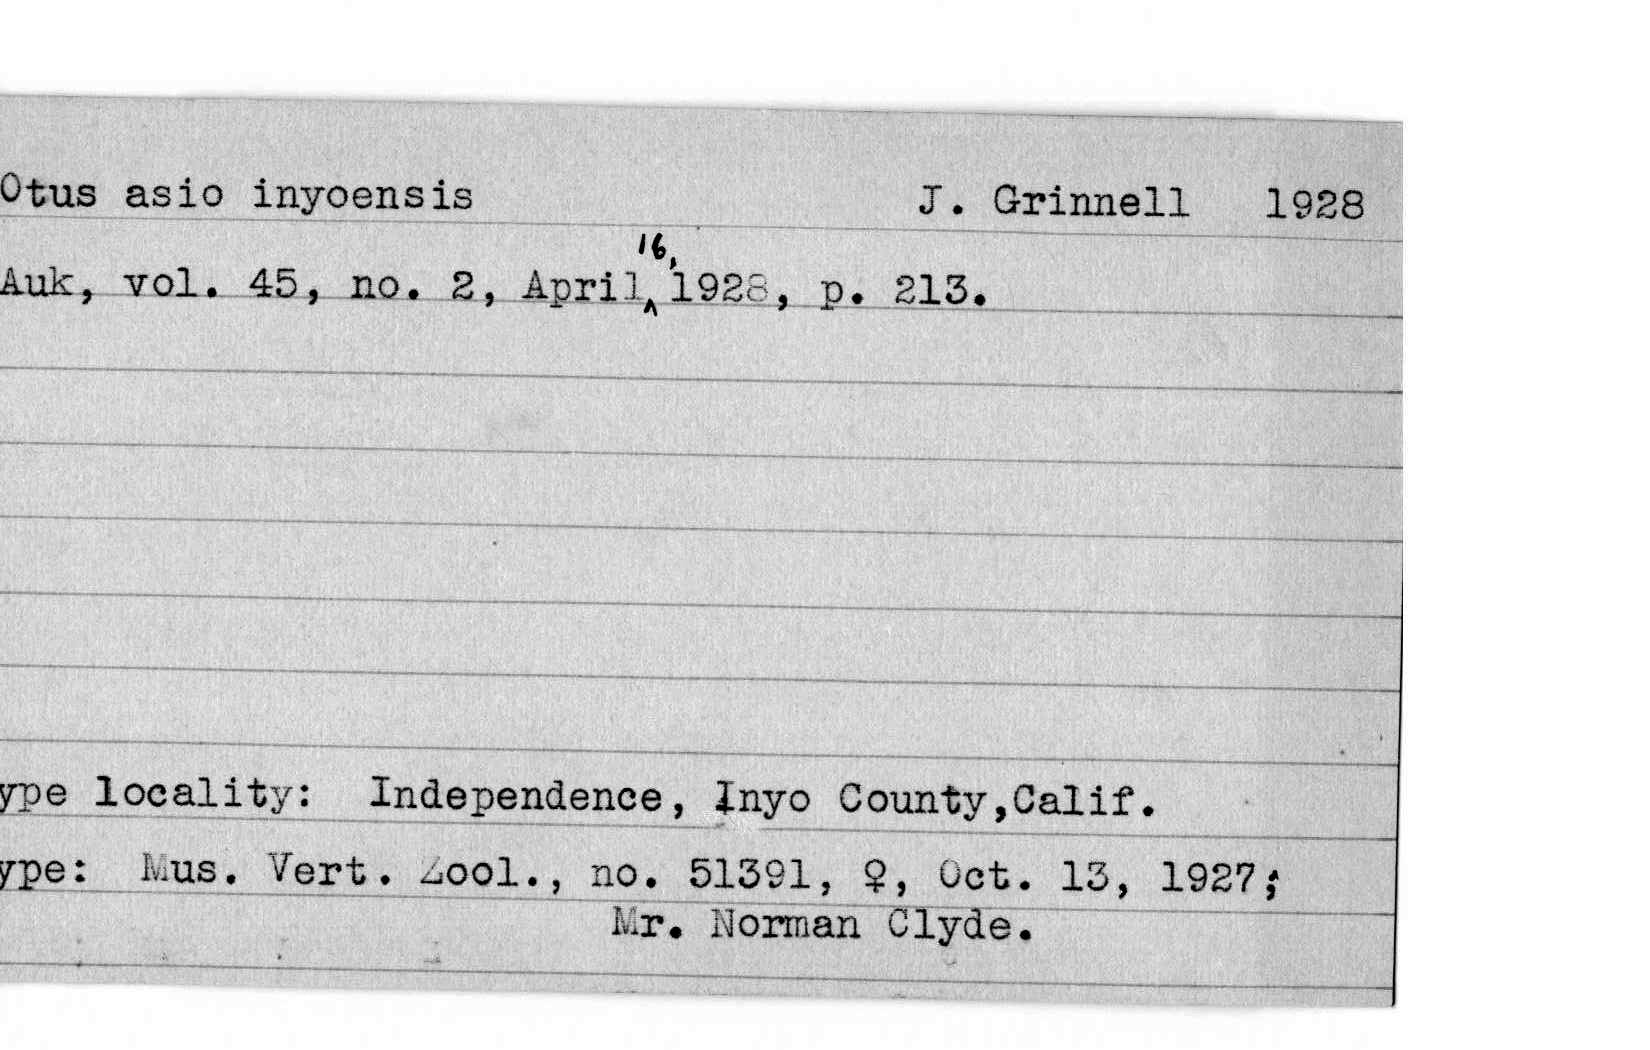 Otus asio inyoensis J. Grinnell 1928
Auk, vol. 45, no. 2, April 16, 1928, p. 213.
ype locality: Independence, Inyo County,Calif.
ype: Mus. Vert. Zool., no. 51391, ♀, Oct. 13, 1927;
Mr. Norman Clyde.